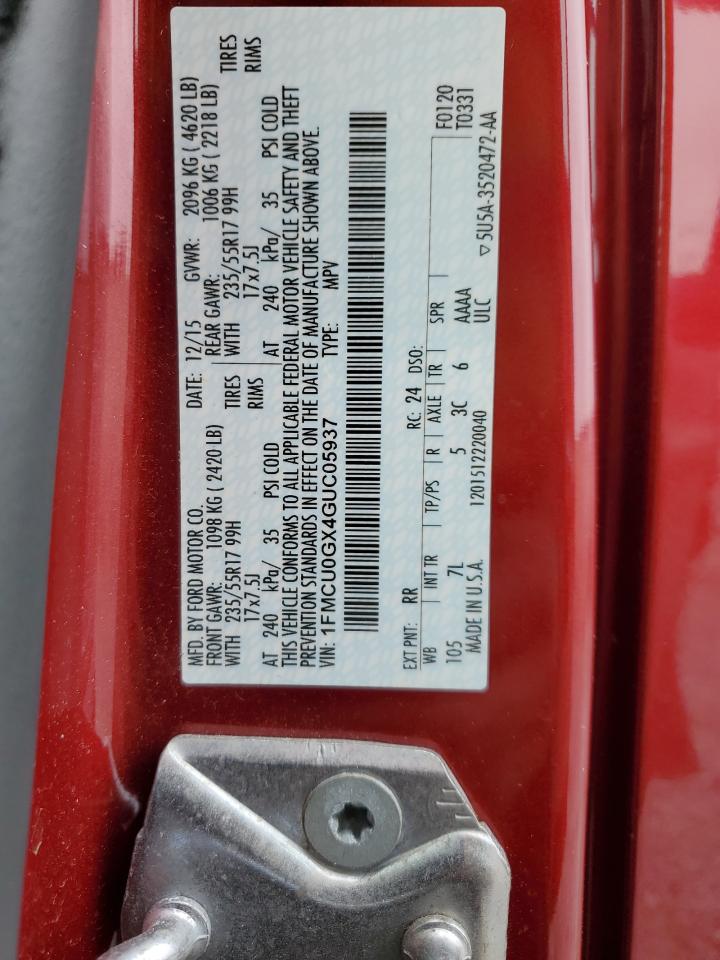 MFD. BY FORD MOTOR CO.
DATE: 12/15
GVWR: 2096 KG ( 4620 LB)
FRONT GAWR: 1098 KG ( 2420 LB)
REAR GAWR: 1006 KG ( 2218 LB)
WITH 235/55R17 99H TIRES
WITH 235/55R17 99H TIRES
17x7.5J RIMS
17x7.5J RIMS
AT 240 kPa/ 35 PSI COLD
AT 240 kPa/ 35 PSI COLD
THIS VEHICLE CONFORMS TO ALL APPLICABLE FEDERAL MOTOR VEHICLE SAFETY AND THEFT
PREVENTION STANDARDS IN EFFECT ON THE DATE OF MANUFACTURE SHOWN ABOVE.
VIN: 1FMCU0GX4GUC05937
TYPE: MPV
EXT PNT: RR RC: 24 DSO: F0120
WB INT TR TP/PS R AXLE TR SPR T0331
105 7L 5 3C 6 AAAA
MADE IN U.S.A. 1201512220040 ULC ▽ 5U5A-3520472-AA